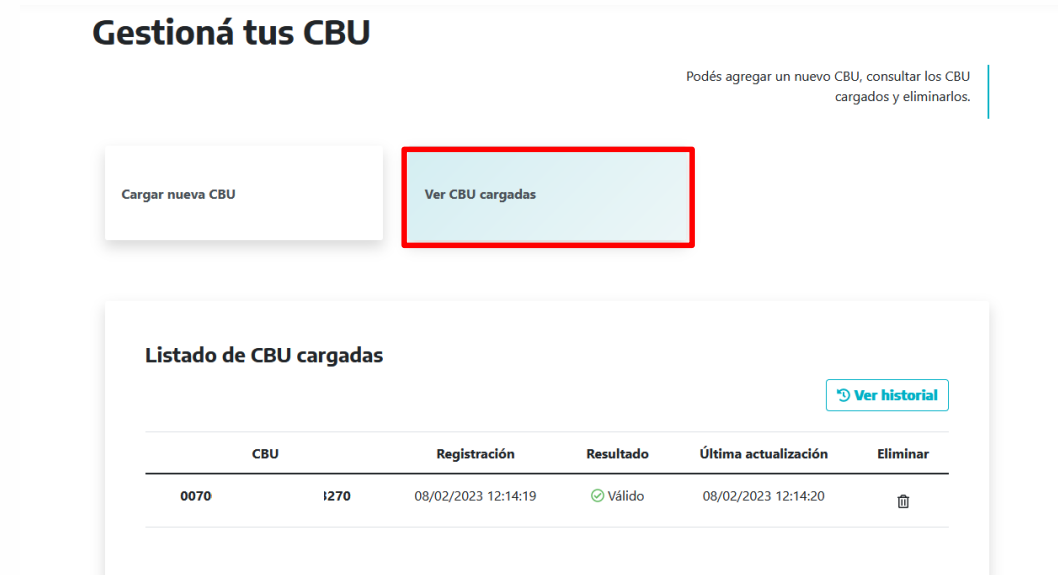 Gestioná tus CBU
Podés agregar un nuevo CBU, consultar los CBU
cargados y eliminarlos.
Cargar nueva CBU
Ver CBU cargadas
Listado de CBU cargadas
Ver historial
CBU Registración Resultado Última actualización Eliminar
0070 270 08/02/2023 12:14:19 Válido 08/02/2023 12:14:20